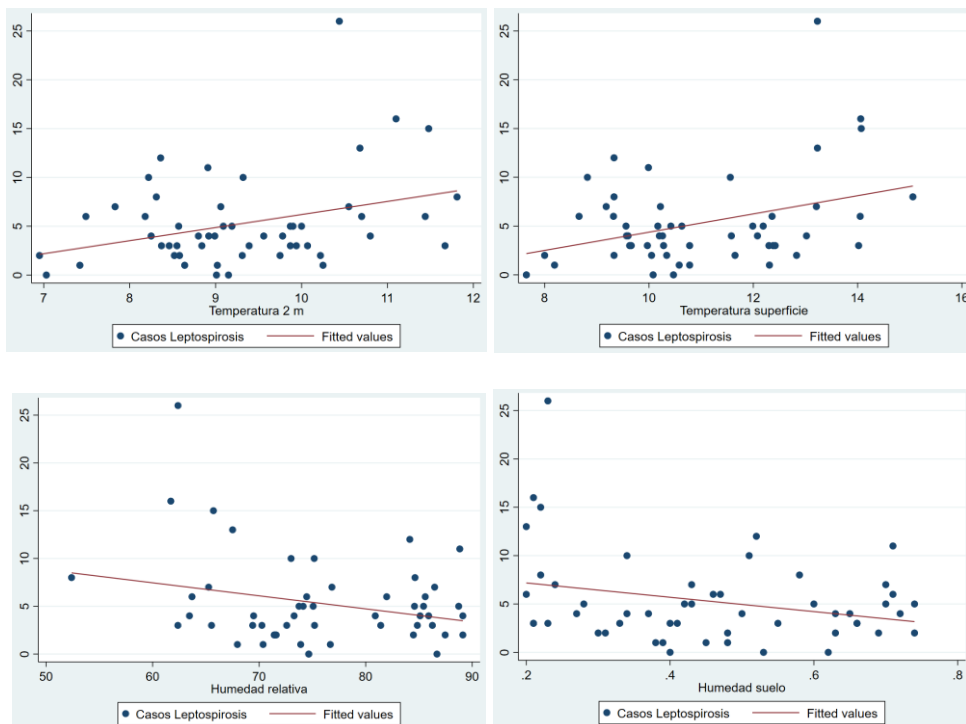 25
20
15
10
5
0
7 8 9 10 11 12
Temperatura 2 m
Casos Leptospirosis Fitted values
25
20
15
10
5
0
8 10 12 14 16
Temperatura superficie
Casos Leptospirosis Fitted values
25
20
15
10
5
0
50 60 70 80 90
Humedad relativa
Casos Leptospirosis Fitted values
25
20
15
10
5
0
.2 .4 .6 .8
Humedad suelo
Casos Leptospirosis Fitted values